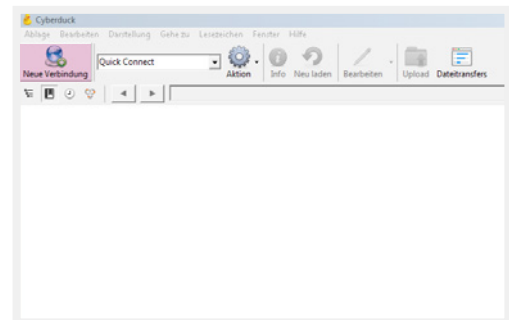 Cyberduck
Ablage Bearbeiten Darstellung Gehe zu Lesezeichen Fenster Hilfe
Quick Connect
Neue Verbindung Aktion Info Neu laden Bearbeiten Upload Dateitransfers